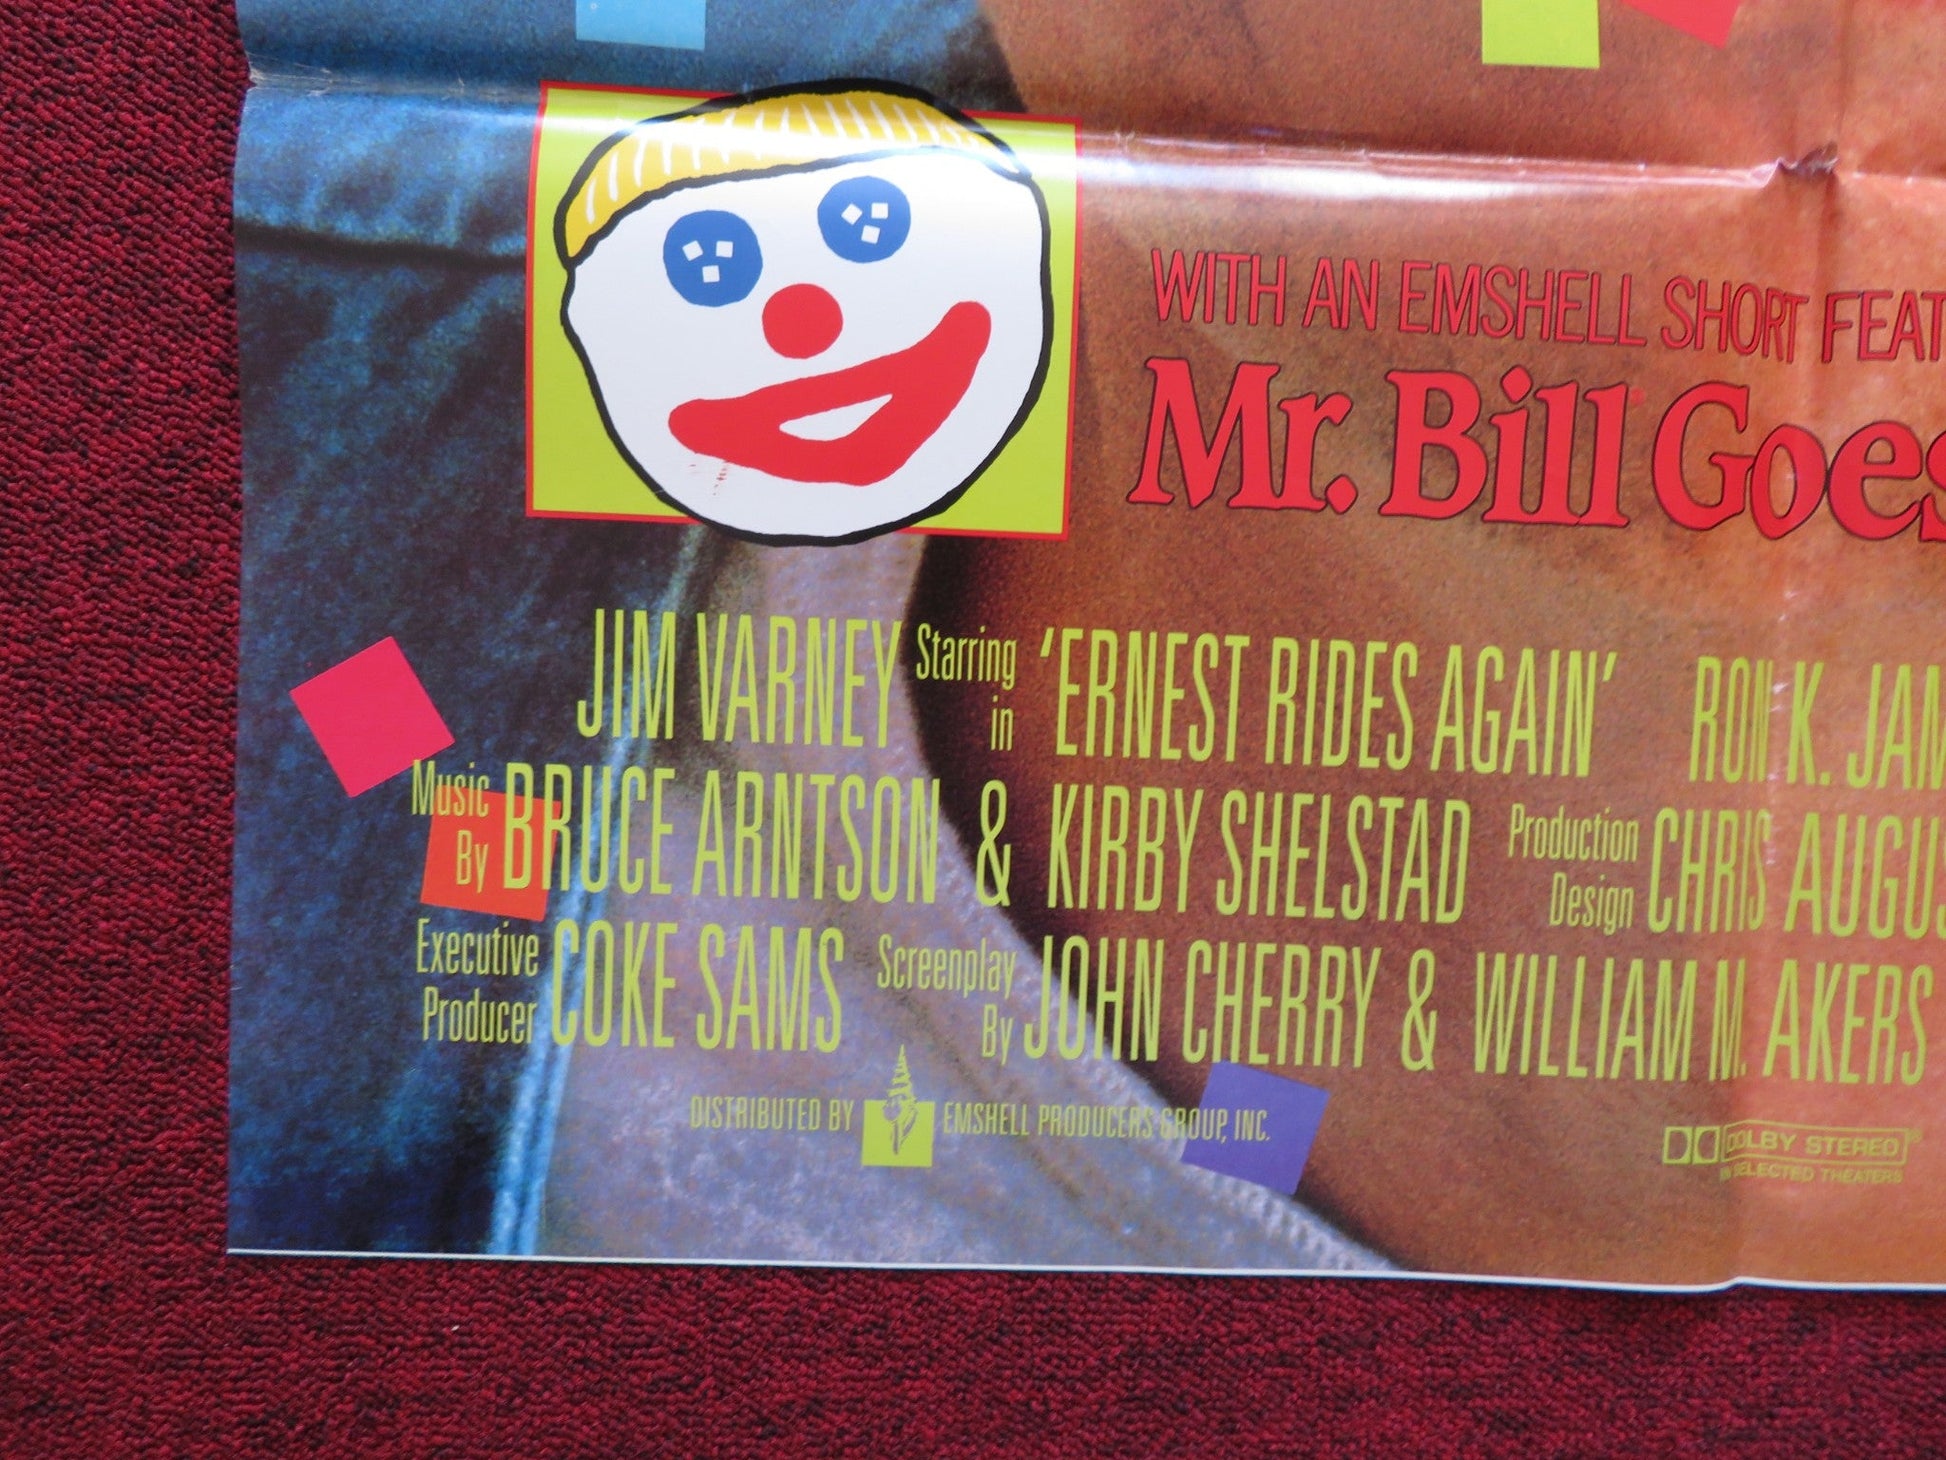 WITH AN EMSHELL SHORT
Mr. Bill Goes
JIM VARNEY Starring in 'ERNEST RIDES AGAIN' RON K.
Music By BRUCE ARNTSON & KIRBY SHELSTAD Production Design CHRIS
Executive Producer COKE SAMS Screenplay By JOHN CHERRY & WILLIAM M. AKERS
DISTRIBUTED BY EMSHELL PRODUCERS GROUP, INC.
DOLBY STEREO ®
IN SELECTED THEATERS